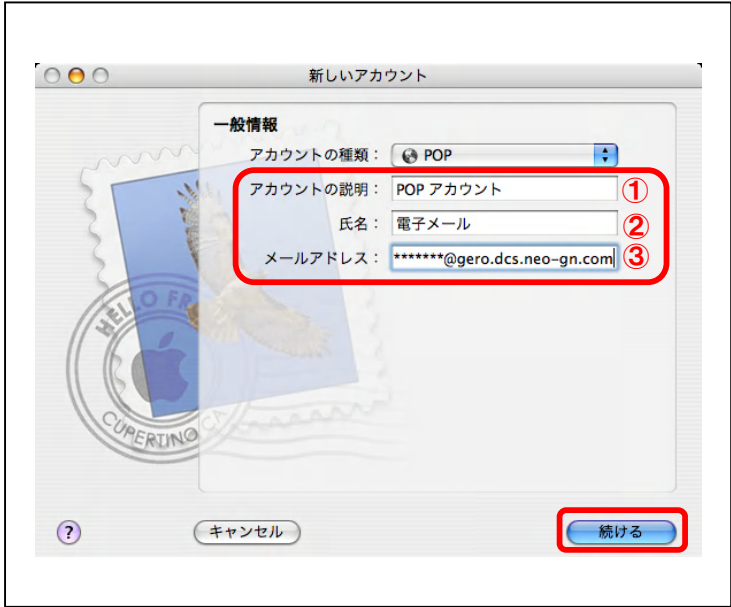 新しいアカウント
一般情報
アカウントの種類： POP
アカウントの説明： POP アカウント ①
氏名： 電子メール ②
メールアドレス： *******@gero.dcs.neo-gn.com ③
HELLO FR
CUPERTINO CA
? キャンセル 続ける